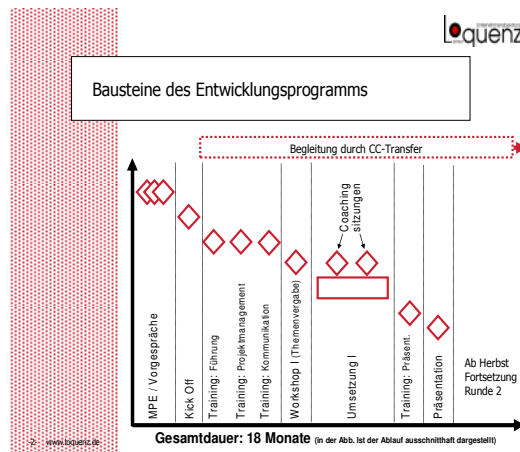 Loquenz
Bausteine des Entwicklungsprogramms
Begleitung durch CC-Transfer
Coaching
sitzungen
MPE / Vorgespräche
Kick Off
Training: Führung
Training: Projektmanagement
Training: Kommunikation
Workshop I (Themenvergabe)
Umsetzung I
Training: Präsent.
Präsentation
Ab Herbst
Fortsetzung
Runde 2
-2- www.loquenz.de
Gesamtdauer: 18 Monate (in der Abb. Ist der Ablauf ausschnitthaft dargestellt)